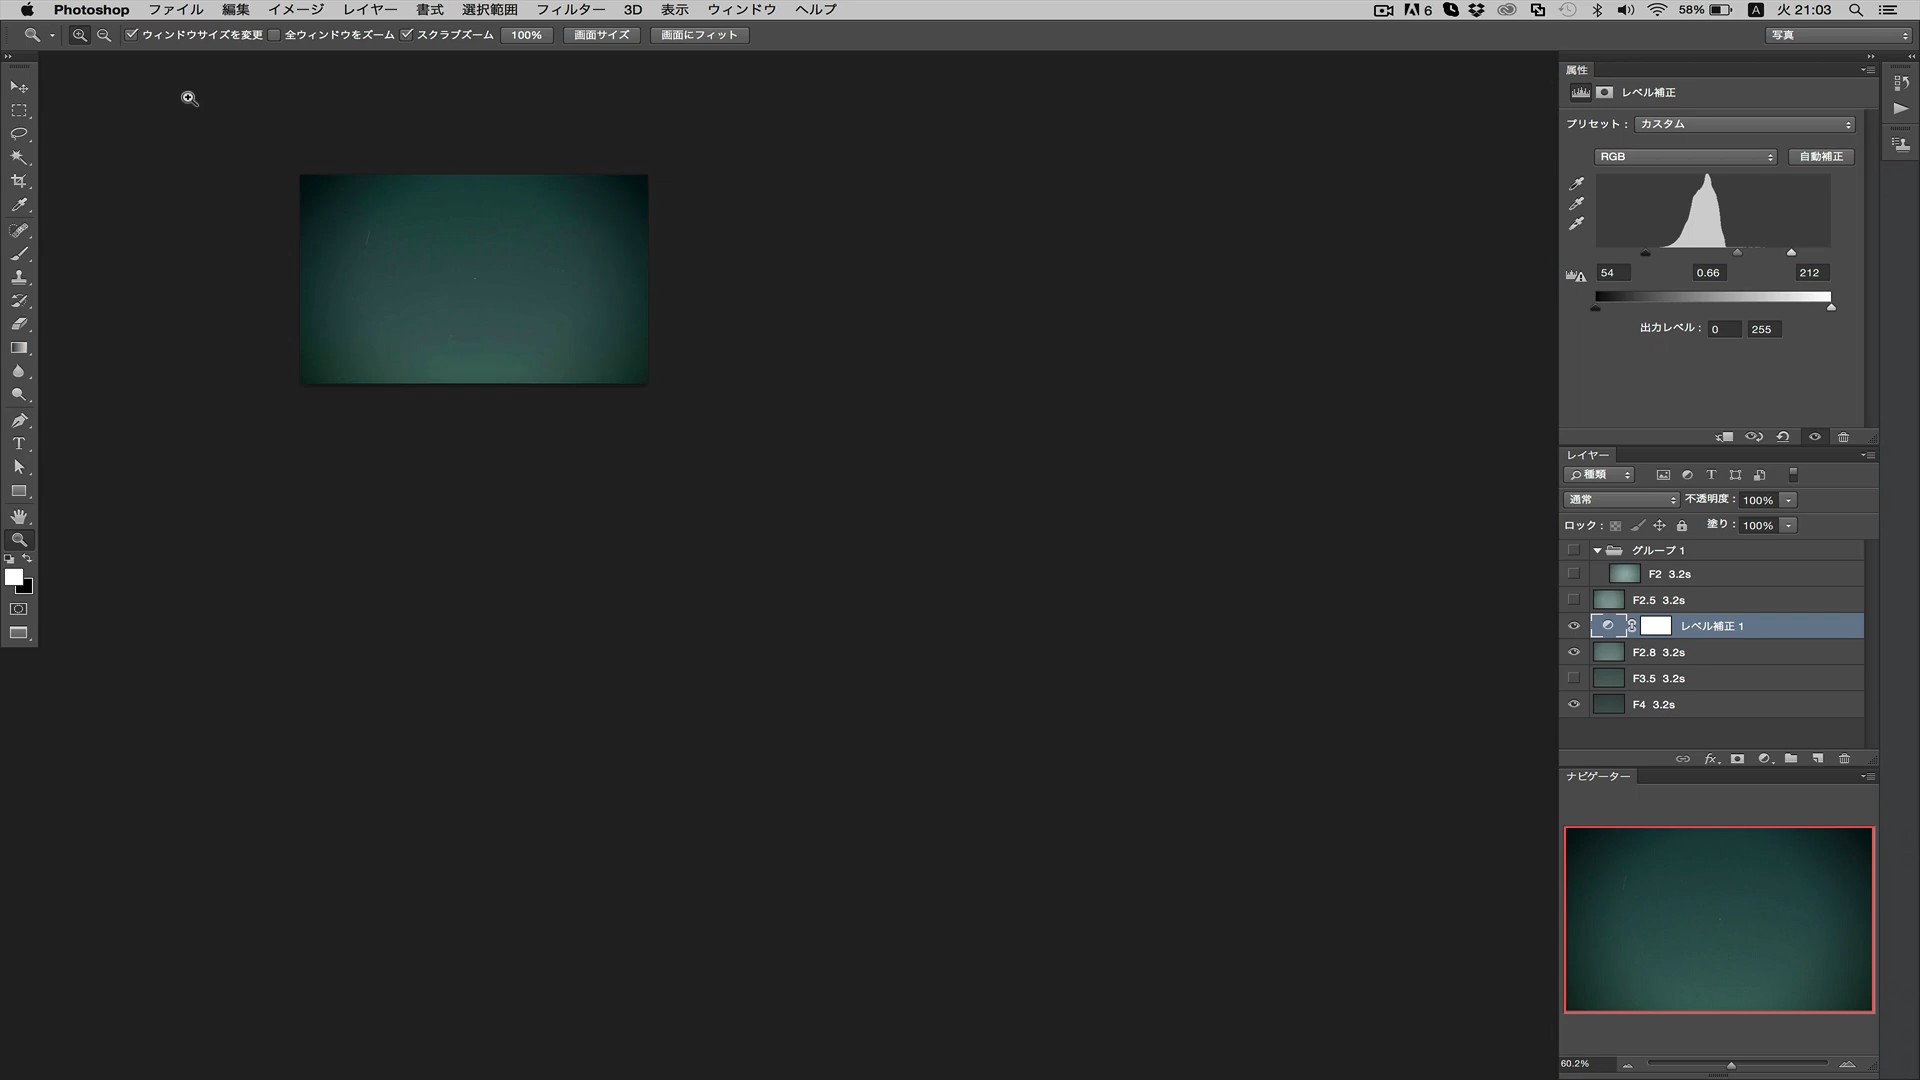 Photoshop ファイル 編集 イメージ レイヤー 書式 選択範囲 フィルター 3D 表示 ウィンドウ ヘルプ 6 58% A 火 21:03
ウィンドウサイズを変更 全ウィンドウをズーム スクラブズーム 100% 画面サイズ 画面にフィット 写真
属性
レベル補正
プリセット： カスタム
RGB 自動補正
54 0.66 212
出力レベル： 0 255
レイヤー
種類 T
通常 不透明度： 100%
ロック： 塗り： 100%
グループ 1
F2 3.2s
F2.5 3.2s
レベル補正 1
F2.8 3.2s
F3.5 3.2s
F4 3.2s
fx
ナビゲーター
60.2%